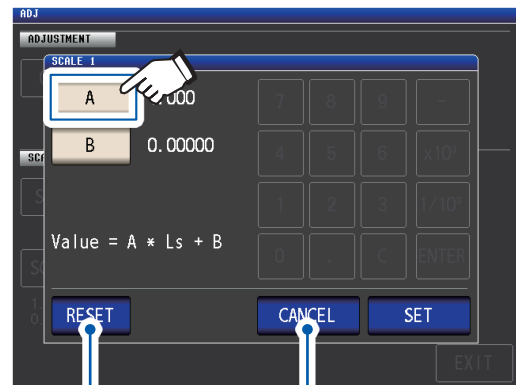 ADJ
ADJUSTMENT
SCALE 1
A
B 0.00000
7 8 9 -
4 5 6 x10³
1 2 3 1/10³
0 . C ENTER
Value = A * Ls + B
RESET CANCEL SET
EXIT